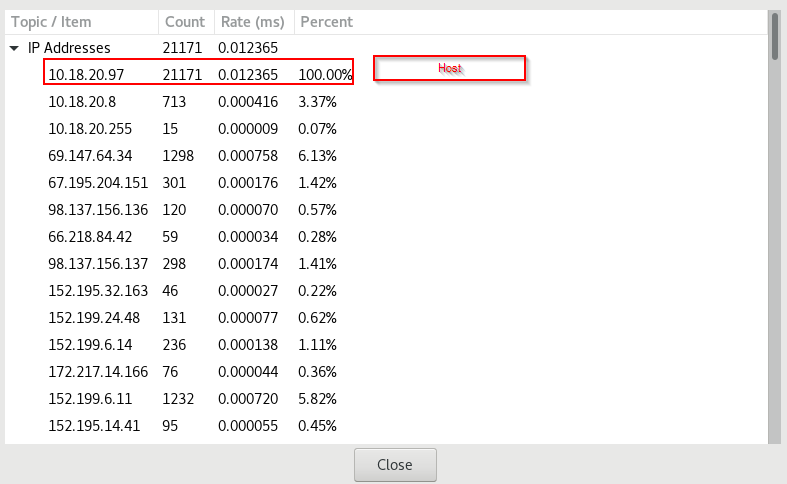 Topic / Item Count Rate (ms) Percent
IP Addresses 21171 0.012365
10.18.20.97 21171 0.012365 100.00% Host
10.18.20.8 713 0.000416 3.37%
10.18.20.255 15 0.000009 0.07%
69.147.64.34 1298 0.000758 6.13%
67.195.204.151 301 0.000176 1.42%
98.137.156.136 120 0.000070 0.57%
66.218.84.42 59 0.000034 0.28%
98.137.156.137 298 0.000174 1.41%
152.195.32.163 46 0.000027 0.22%
152.199.24.48 131 0.000077 0.62%
152.199.6.14 236 0.000138 1.11%
172.217.14.166 76 0.000044 0.36%
152.199.6.11 1232 0.000720 5.82%
152.195.14.41 95 0.000055 0.45%
Close